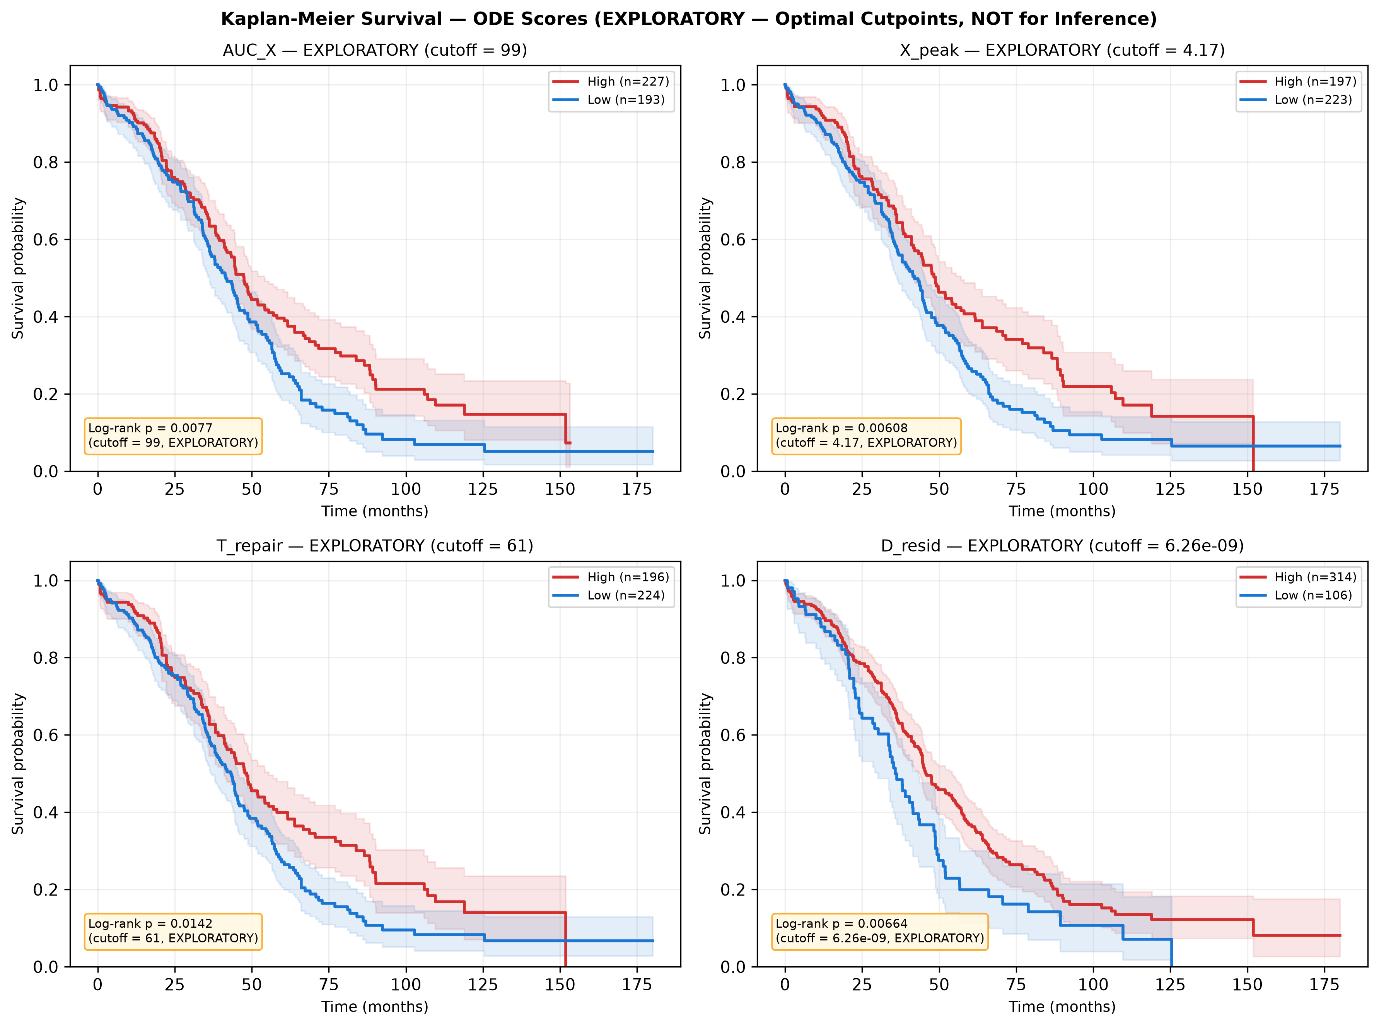 Kaplan-Meier Survival — ODE Scores (EXPLORATORY — Optimal Cutpoints, NOT for Inference)
AUC_X — EXPLORATORY (cutoff = 99)
High (n=227)
Low (n=193)
Survival probability
1.0
0.8
0.6
0.4
0.2
0.0
Log-rank p = 0.0077
(cutoff = 99, EXPLORATORY)
0 25 50 75 100 125 150 175
Time (months)
X_peak — EXPLORATORY (cutoff = 4.17)
High (n=197)
Low (n=223)
Survival probability
1.0
0.8
0.6
0.4
0.2
0.0
Log-rank p = 0.00608
(cutoff = 4.17, EXPLORATORY)
0 25 50 75 100 125 150 175
Time (months)
T_repair — EXPLORATORY (cutoff = 61)
High (n=196)
Low (n=224)
Survival probability
1.0
0.8
0.6
0.4
0.2
0.0
Log-rank p = 0.0142
(cutoff = 61, EXPLORATORY)
0 25 50 75 100 125 150 175
Time (months)
D_resid — EXPLORATORY (cutoff = 6.26e-09)
High (n=314)
Low (n=106)
Survival probability
1.0
0.8
0.6
0.4
0.2
0.0
Log-rank p = 0.00664
(cutoff = 6.26e-09, EXPLORATORY)
0 25 50 75 100 125 150 175
Time (months)